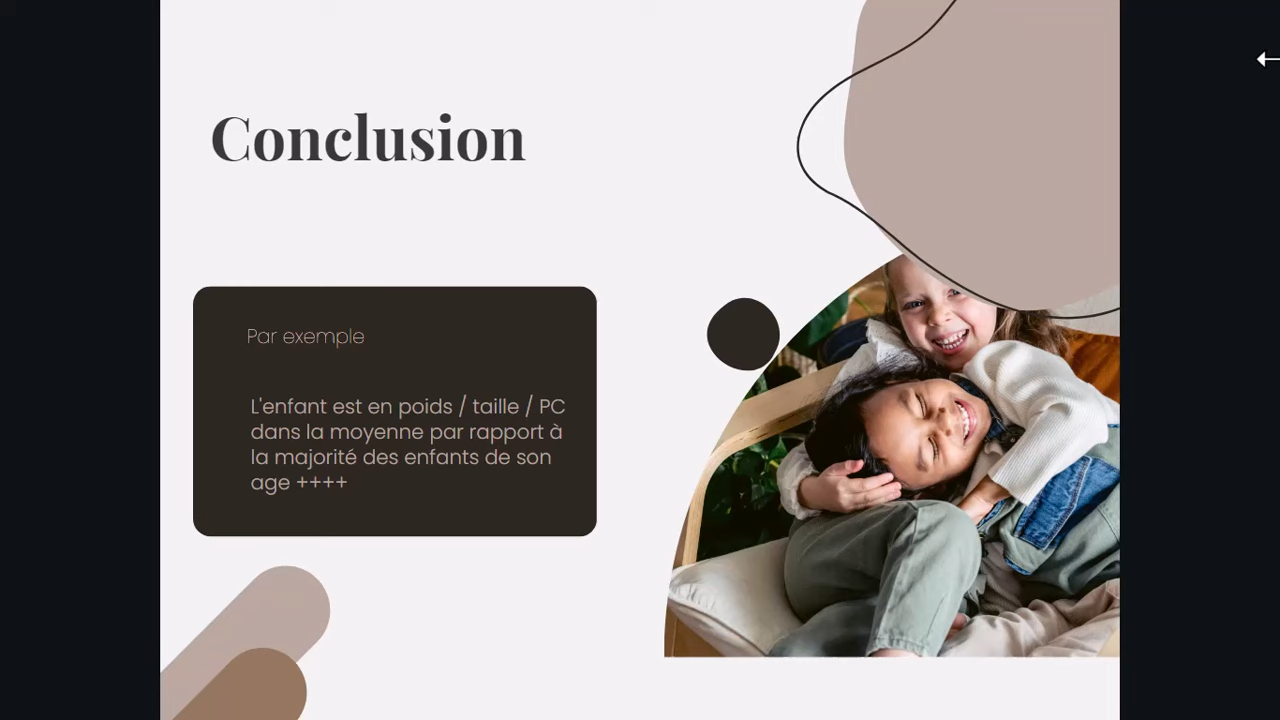 Conclusion
Par exemple
L'enfant est en poids / taille / PC
dans la moyenne par rapport à
la majorité des enfants de son
age ++++